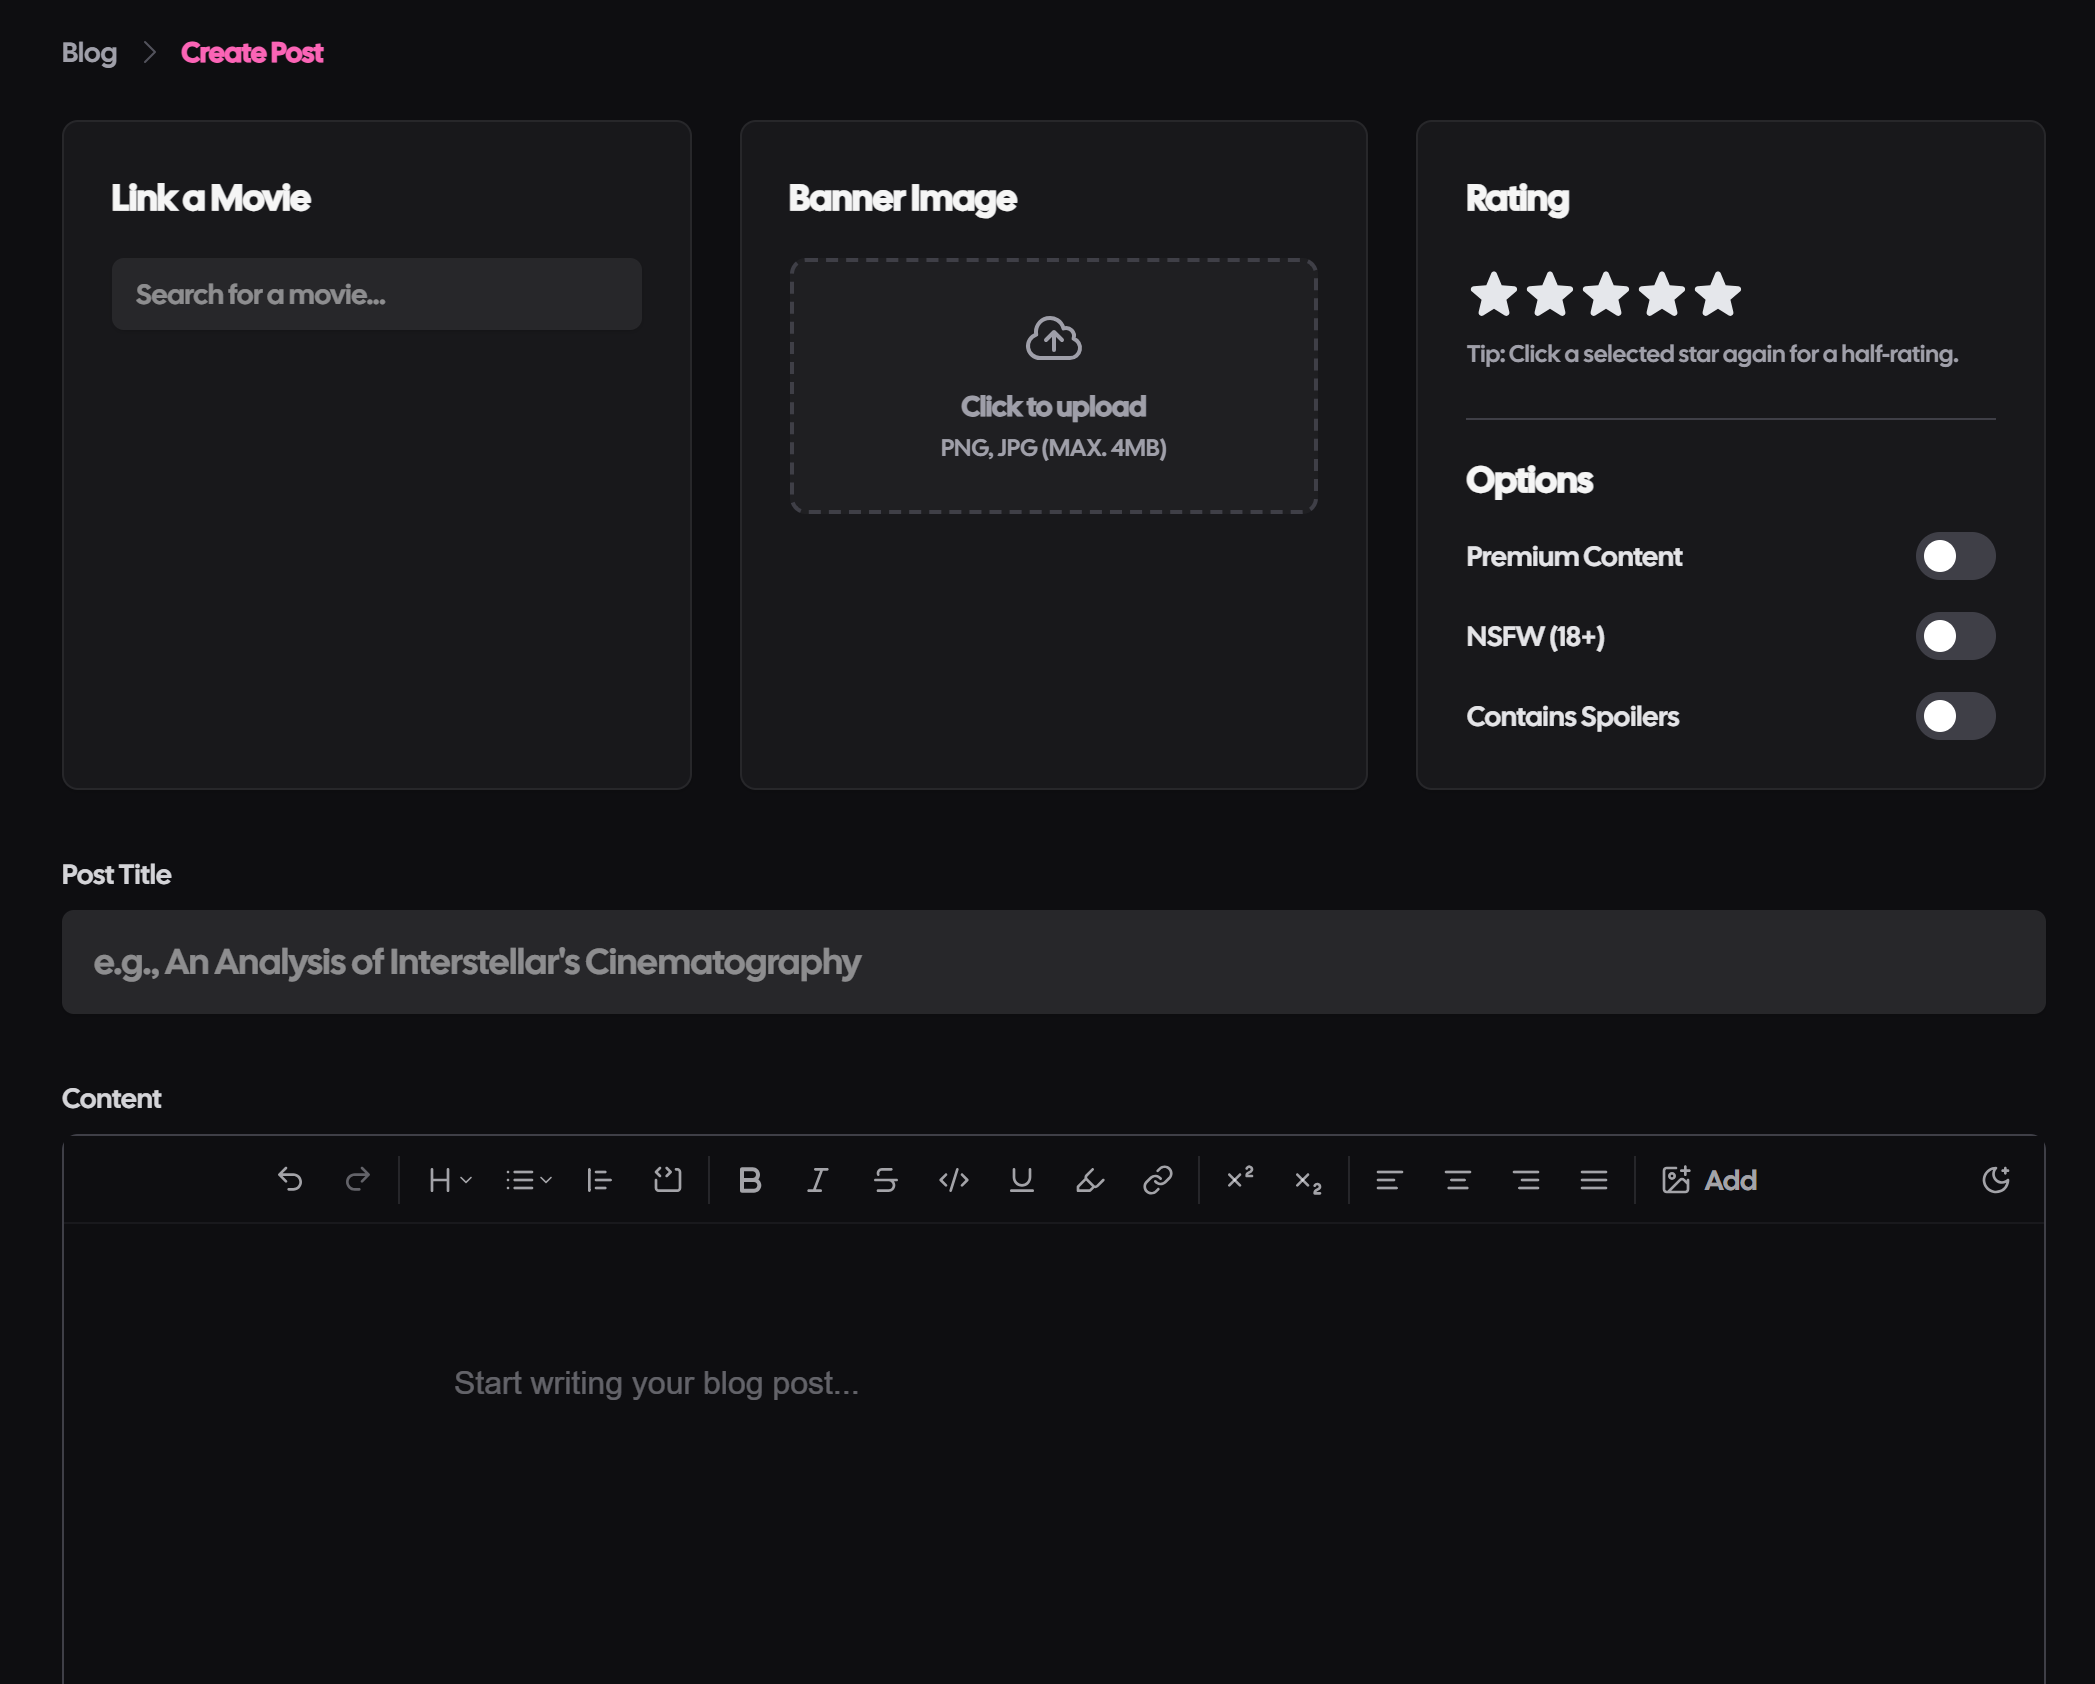 Blog
Create Post
Link a Movie
Search for a movie...
Banner Image
Click to upload
PNG, JPG (MAX. 4MB)
Rating
Tip: Click a selected star again for a half-rating.
Options
Premium Content
NSFW (18+)
Contains Spoilers
Post Title
e.g., An Analysis of Interstellar's Cinematography
Content
Add
Start writing your blog post...